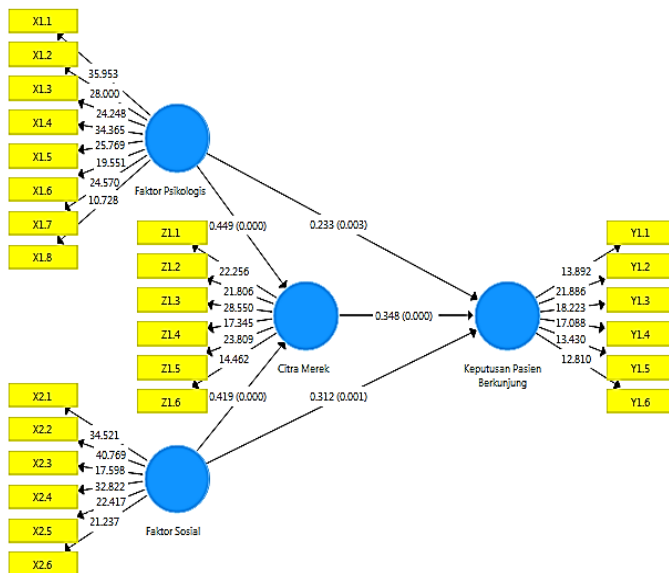 X1.1
X1.2
X1.3
X1.4
X1.5
X1.6
X1.7
X1.8
35.953
28.000
24.248
34.365
25.769
19.551
24.570
10.728
Faktor Psikologis
0.449 (0.000)
0.233 (0.003)
Z1.1
Z1.2
Z1.3
Z1.4
Z1.5
Z1.6
22.256
21.806
28.550
17.345
23.809
14.462
Citra Merek
0.348 (0.000)
Keputusan Pasien
Berkunjung
13.892
21.886
18.223
17.088
13.430
12.810
Y1.1
Y1.2
Y1.3
Y1.4
Y1.5
Y1.6
0.419 (0.000)
0.312 (0.001)
X2.1
X2.2
X2.3
X2.4
X2.5
X2.6
34.521
40.769
17.598
32.822
22.417
21.237
Faktor Sosial